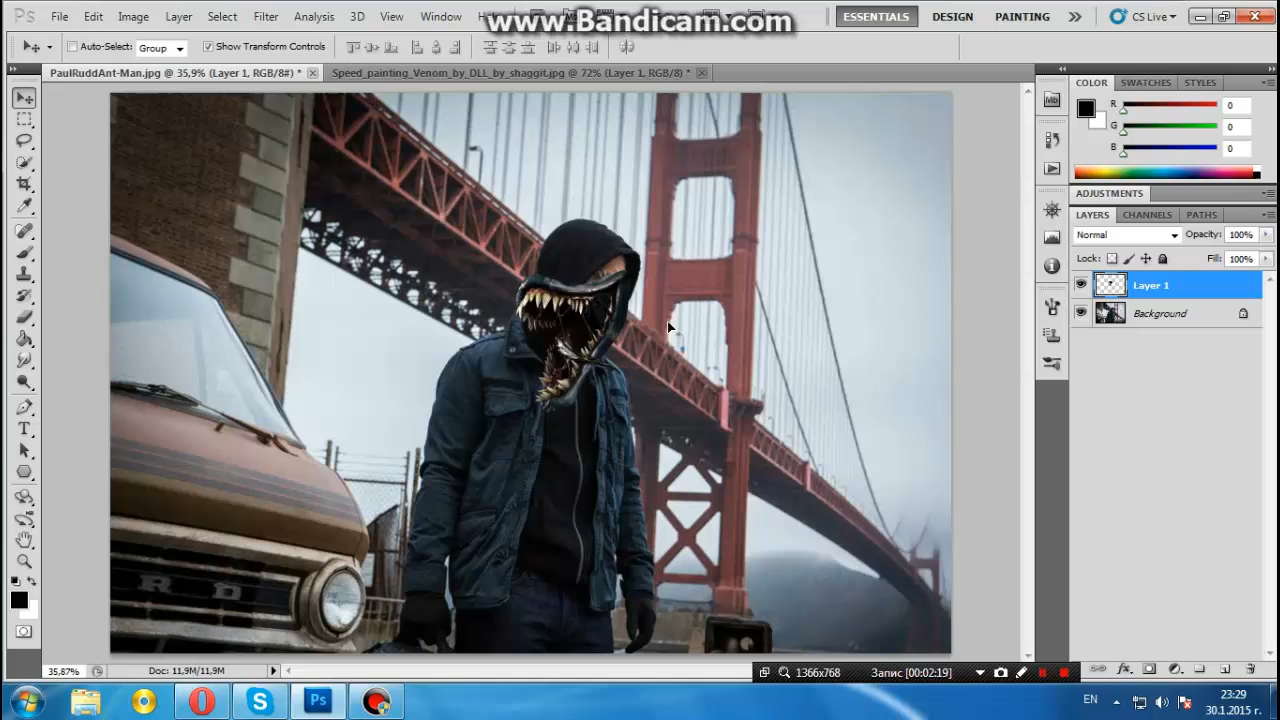 www.Bandicam.com
Ps File Edit Image Layer Select Filter Analysis 3D View Window
ESSENTIALS DESIGN PAINTING CS Live
Auto-Select: Group Show Transform Controls
PaulRuddAnt-Man.jpg @ 35,9% (Layer 1, RGB/8#) *
Speed_painting_Venom_by_DLL_by_shaggit.jpg @ 72% (Layer 1, RGB/8) *
COLOR SWATCHES STYLES
R 0
G 0
B 0
Mb
ADJUSTMENTS
LAYERS CHANNELS PATHS
Normal Opacity: 100%
Lock: Fill: 100%
Layer 1
Background
35,87% Doc: 11,9M/11,9M
1366x768 Запис [00:02:19]
Ps
EN
23:29
30.1.2015 г.